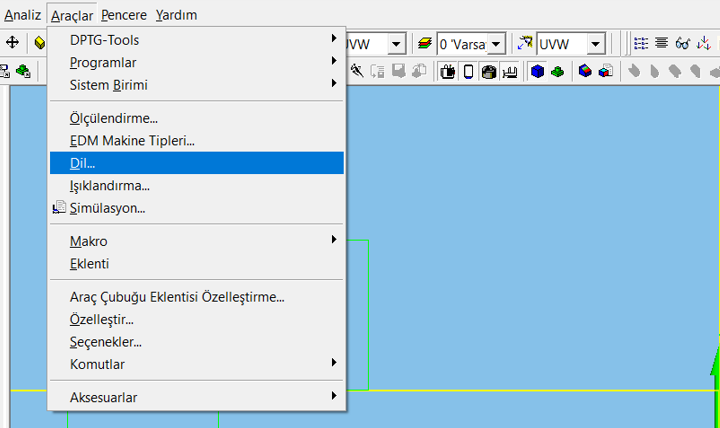 Analiz Araçlar Pencere Yardım
UVW 0 'Varsa UVW
DPTG-Tools
Programlar
Sistem Birimi
Ölçülendirme...
EDM Makine Tipleri...
Dil...
Işıklandırma...
Simülasyon...
Makro
Eklenti
Araç Çubuğu Eklentisi Özelleştirme...
Özelleştir...
Seçenekler...
Komutlar
Aksesuarlar